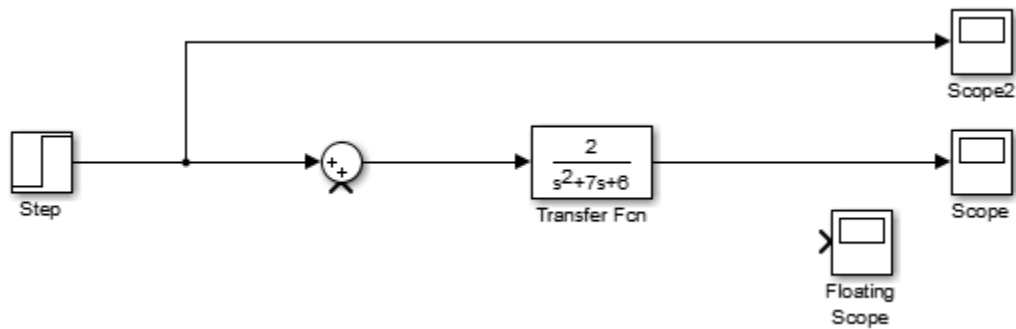 Scope2
Step
+
+
2
s²+7s+6
Transfer Fcn
Scope
Floating
Scope